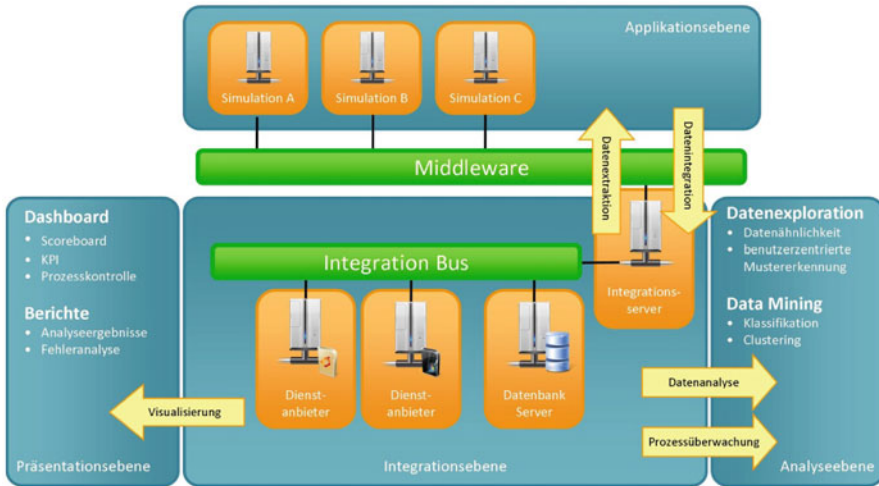 Applikationsebene
Simulation A
Simulation B
Simulation C
Datenextraktion
Datenintegration
Middleware
Dashboard
• Scoreboard
• KPI
• Prozesskontrolle
Berichte
• Analyseergebnisse
• Fehleranalyse
Visualisierung
Präsentationsebene
Integration Bus
Integrations-
server
Dienst-
anbieter
Dienst-
anbieter
Datenbank
Server
Integrationsebene
Datenexploration
• Datenähnlichkeit
• benutzerzentrierte
Mustererkennung
Data Mining
• Klassifikation
• Clustering
Datenanalyse
Prozessüberwachung
Analyseebene